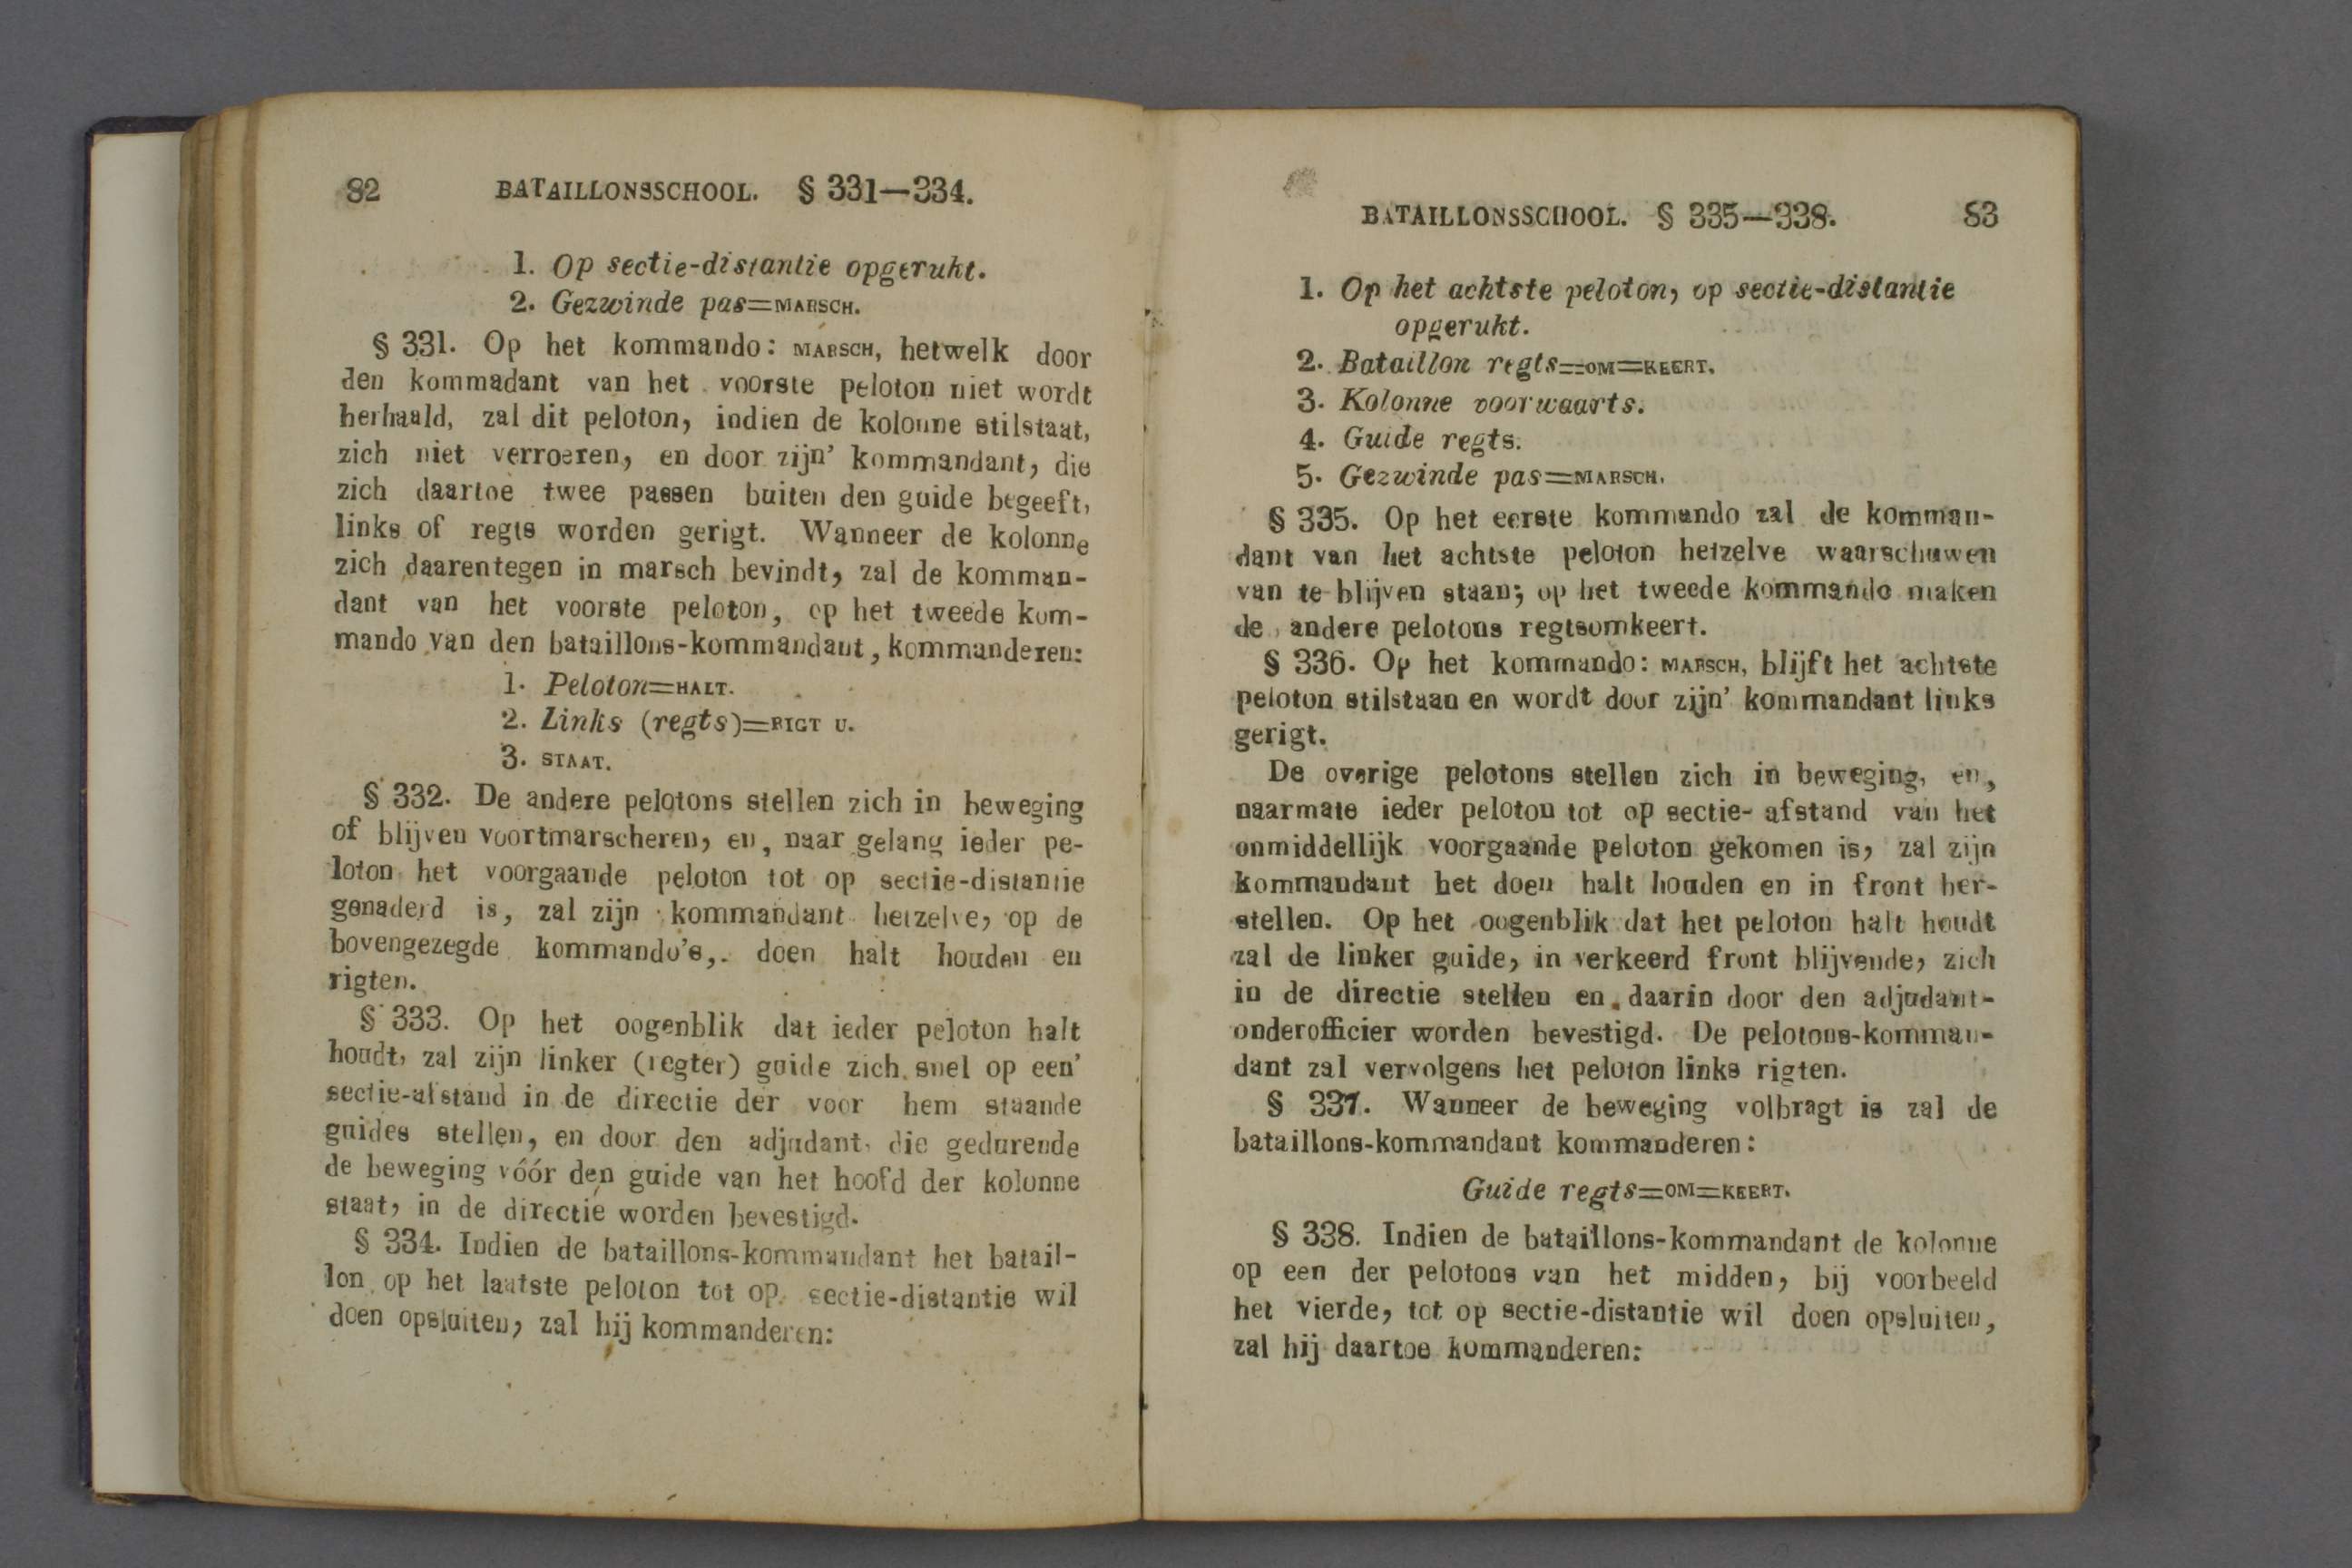 82 BATAILLONSSCHOOL. § 331—334.
1. Op sectie-distantie opgerukt.
2. Gezwinde pas=MARSCH.
§ 331. Op het kommando: MARSCH, hetwelk door
den kommadant van het voorste peloton niet wordt
herhaald, zal dit peloton, indien de kolonne stilstaat,
zich niet verroeren, en door zijn' kommandant, die
zich daartoe twee passen buiten den guide begeeft,
links of regts worden gerigt. Wanneer de kolonne
zich daarentegen in marsch bevindt, zal de komman-
dant van het voorste peloton, op het tweede kom-
mando van den bataillons-kommandant, kommanderen:
1. Peloton=HALT.
2. Links (regts)=RIGT U.
3. STAAT.
§ 332. De andere pelotons stellen zich in beweging
of blijven voortmarscheren, en, naar gelang ieder pe-
loton het voorgaande peloton tot op sectie-distantie
genaderd is, zal zijn kommandant hetzelve, op de
bovengezegde kommando's,. doen halt houden en
rigten.
§ 333. Op het oogenblik dat ieder peloton halt
houdt, zal zijn linker (regter) guide zich snel op een'
sectie-afstand in de directie der voor hem staande
guides stellen, en door den adjudant, die gedurende
de beweging vóór den guide van het hoofd der kolonne
staat, in de directie worden bevestigd.
§ 334. Indien de bataillons-kommandant het batail-
lon op het laatste peloton tot op sectie-distantie wil
doen opsluiten, zal hij kommanderen:
BATAILLONSSCHOOL. § 335—338. 83
1. Op het achtste peloton, op sectie-distantie
opgerukt.
2. Bataillon regts=OM=KEERT.
3. Kolonne voorwaarts.
4. Guide regts.
5. Gezwinde pas=MARSCH.
§ 335. Op het eerste kommando zal de komman-
dant van het achtste peloton hetzelve waarschuwen
van te blijven staan; op het tweede kommando maken
de andere pelotons regtsomkeert.
§ 336. Op het kommando: MARSCH, blijft het achtste
peloton stilstaan en wordt door zijn' kommandant links
gerigt.
De overige pelotons stellen zich in beweging, en,
naarmate ieder peloton tot op sectie-afstand van het
onmiddellijk voorgaande peloton gekomen is, zal zijn
kommandant het doen halt houden en in front her-
stellen. Op het oogenblik dat het peloton halt houdt
zal de linker guide, in verkeerd front blijvende, zich
in de directie stellen en daarin door den adjudant-
onderofficier worden bevestigd. De pelotons-komman-
dant zal vervolgens het peloton links rigten.
§ 337. Wanneer de beweging volbragt is zal de
bataillons-kommandant kommanderen:
Guide regts=OM=KEERT.
§ 338. Indien de bataillons-kommandant de kolonne
op een der pelotons van het midden, bij voorbeeld
het vierde, tot op sectie-distantie wil doen opsluiten,
zal hij daartoe kommanderen: